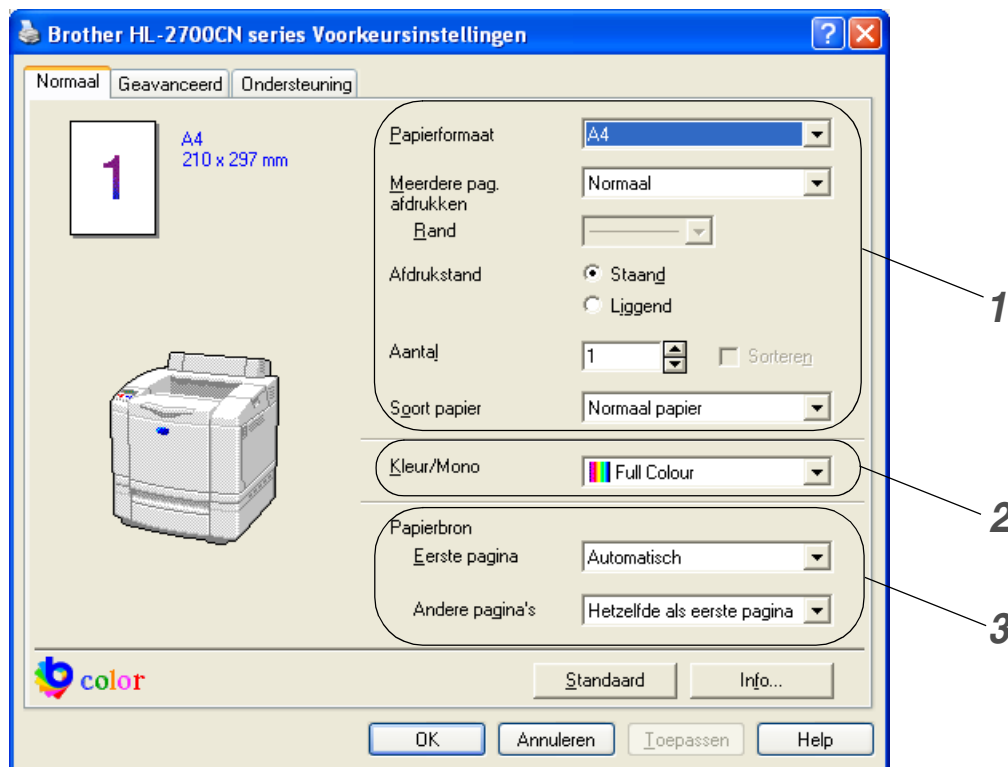 Brother HL-2700CN series Voorkeursinstellingen
Normaal Geavanceerd Ondersteuning
1
A4
210 x 297 mm
Papierformaat A4
Meerdere pag. afdrukken Normaal
Rand
Afdrukstand Staand
Liggend
1
Aantal 1 Sorteren
Soort papier Normaal papier
Kleur/Mono Full Colour
2
Papierbron
Eerste pagina Automatisch
Andere pagina's Hetzelfde als eerste pagina
3
color
Standaard Info...
OK Annuleren Toepassen Help